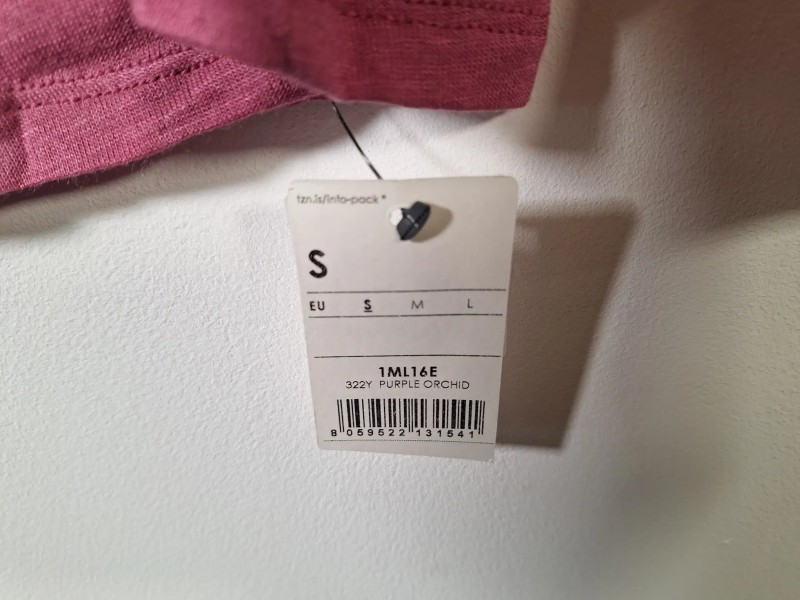 tzn.is/info-pack*
S
EU S M L
1ML16E
322Y PURPLE ORCHID
8 059522 131541